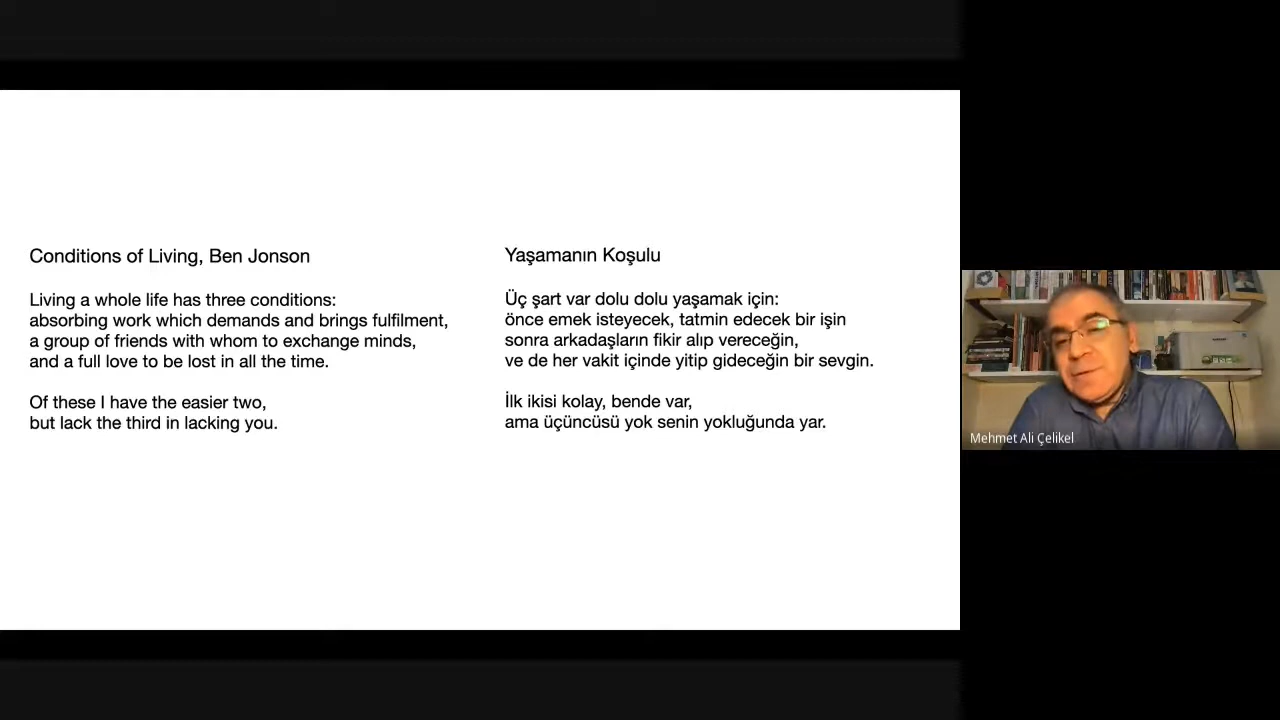 Conditions of Living, Ben Jonson
Living a whole life has three conditions:
absorbing work which demands and brings fulfilment,
a group of friends with whom to exchange minds,
and a full love to be lost in all the time.
Of these I have the easier two,
but lack the third in lacking you.
Yaşamanın Koşulu
Üç şart var dolu dolu yaşamak için:
önce emek isteyecek, tatmin edecek bir işin
sonra arkadaşların fikir alıp vereceğin,
ve de her vakit içinde yitip gideceğin bir sevgin.
İlk ikisi kolay, bende var,
ama üçüncüsü yok senin yokluğunda yar.
Mehmet Ali Çelikel